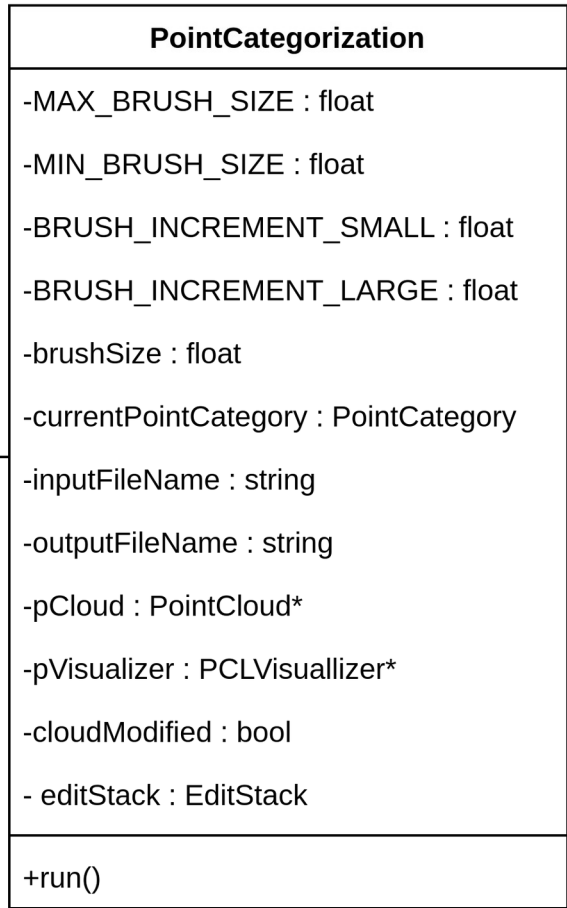 PointCategorization
-MAX_BRUSH_SIZE : float
-MIN_BRUSH_SIZE : float
-BRUSH_INCREMENT_SMALL : float
-BRUSH_INCREMENT_LARGE : float
-brushSize : float
-currentPointCategory : PointCategory
-inputFileName : string
-outputFileName : string
-pCloud : PointCloud*
-pVisualizer : PCLVisuallizer*
-cloudModified : bool
- editStack : EditStack
+run()